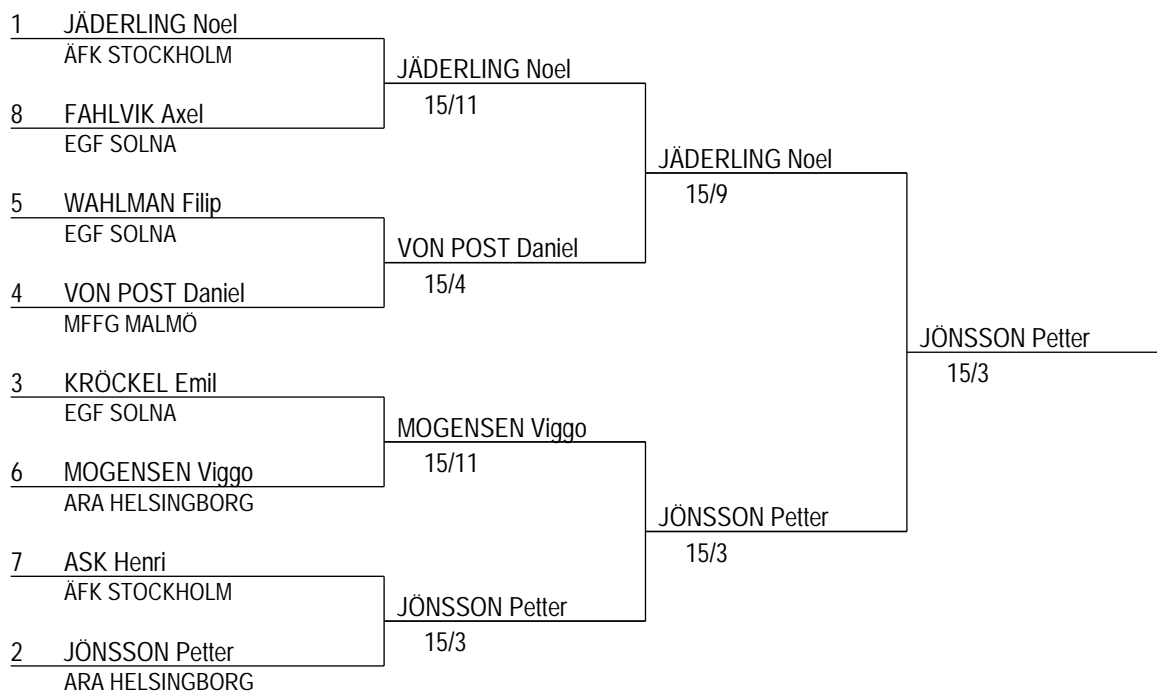 1 JÄDERLING Noel
ÄFK STOCKHOLM
JÄDERLING Noel
15/11
8 FAHLVIK Axel
EGF SOLNA
JÄDERLING Noel
15/9
5 WAHLMAN Filip
EGF SOLNA
VON POST Daniel
15/4
4 VON POST Daniel
MFFG MALMÖ
JÖNSSON Petter
15/3
3 KRÖCKEL Emil
EGF SOLNA
MOGENSEN Viggo
15/11
6 MOGENSEN Viggo
ARA HELSINGBORG
JÖNSSON Petter
15/3
7 ASK Henri
ÄFK STOCKHOLM
JÖNSSON Petter
15/3
2 JÖNSSON Petter
ARA HELSINGBORG